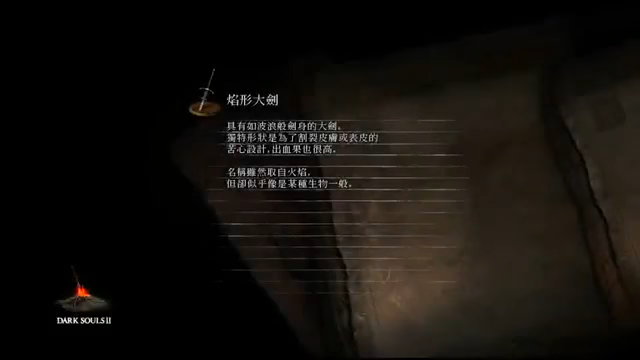 焰形大劍
具有如波浪般劍身的大劍。
獨特形狀是為了割裂皮膚或表皮的
苦心設計，出血果也很高。
名稱雖然取自火焰，
但卻似乎像是某種生物一般。
DARK SOULS II